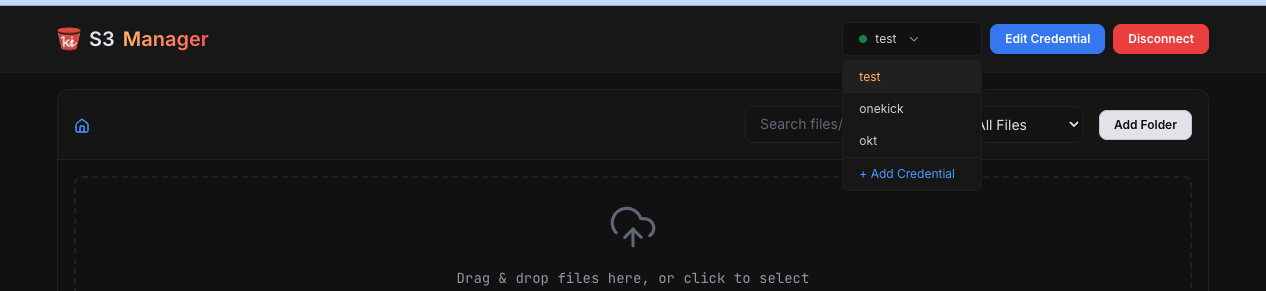 Kt S3 Manager
test
Edit Credential
Disconnect
test
onekick
okt
+ Add Credential
Search files/
All Files
Add Folder
Drag & drop files here, or click to select